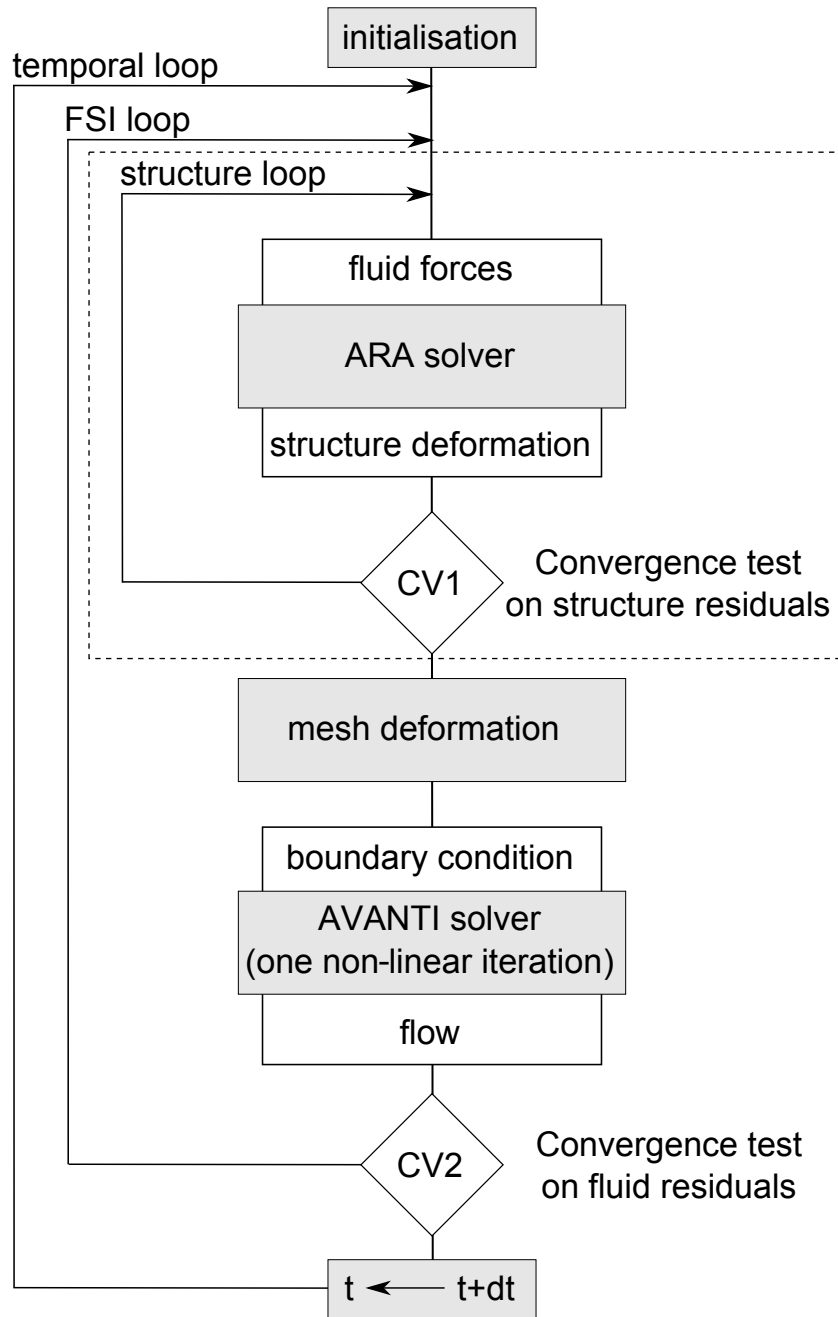 initialisation
temporal loop
FSI loop
structure loop
fluid forces
ARA solver
structure deformation
CV1
Convergence test
on structure residuals
mesh deformation
boundary condition
AVANTI solver
(one non-linear iteration)
flow
CV2
Convergence test
on fluid residuals
t ← t+dt